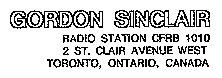 GORDON SINCLAIR
RADIO STATION CFRB 1010
2 ST. CLAIR AVENUE WEST
TORONTO, ONTARIO, CANADA